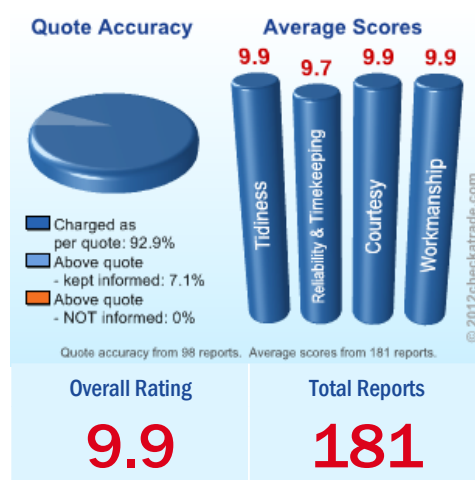 Quote Accuracy
Average Scores
9.9
9.7
9.9
9.9
Tidiness
Reliability & Timekeeping
Courtesy
Workmanship
Charged as
per quote: 92.9%
Above quote
- kept informed: 7.1%
Above quote
- NOT informed: 0%
© 2012checkatrade.com
Quote accuracy from 98 reports. Average scores from 181 reports.
Overall Rating
Total Reports
9.9
181